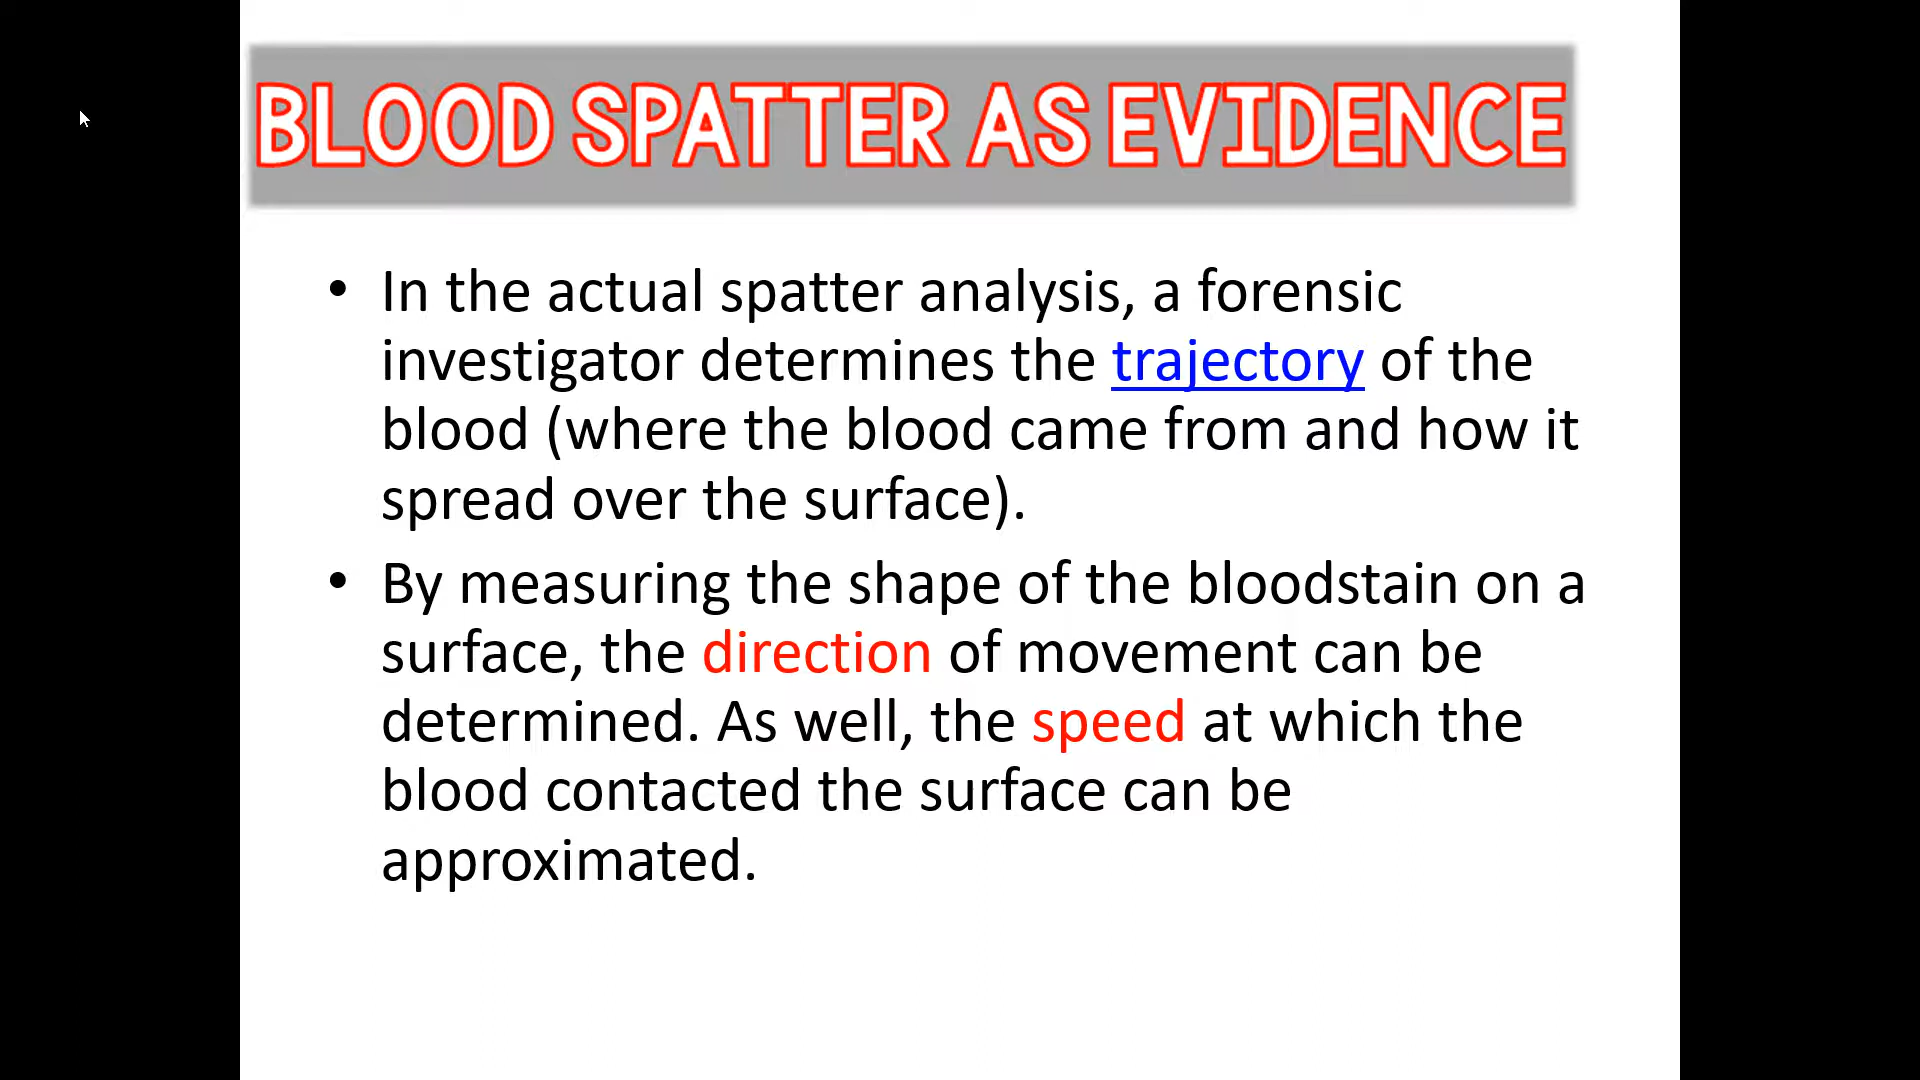 BLOOD SPATTER AS EVIDENCE
• In the actual spatter analysis, a forensic
investigator determines the trajectory of the
blood (where the blood came from and how it
spread over the surface).
• By measuring the shape of the bloodstain on a
surface, the direction of movement can be
determined. As well, the speed at which the
blood contacted the surface can be
approximated.